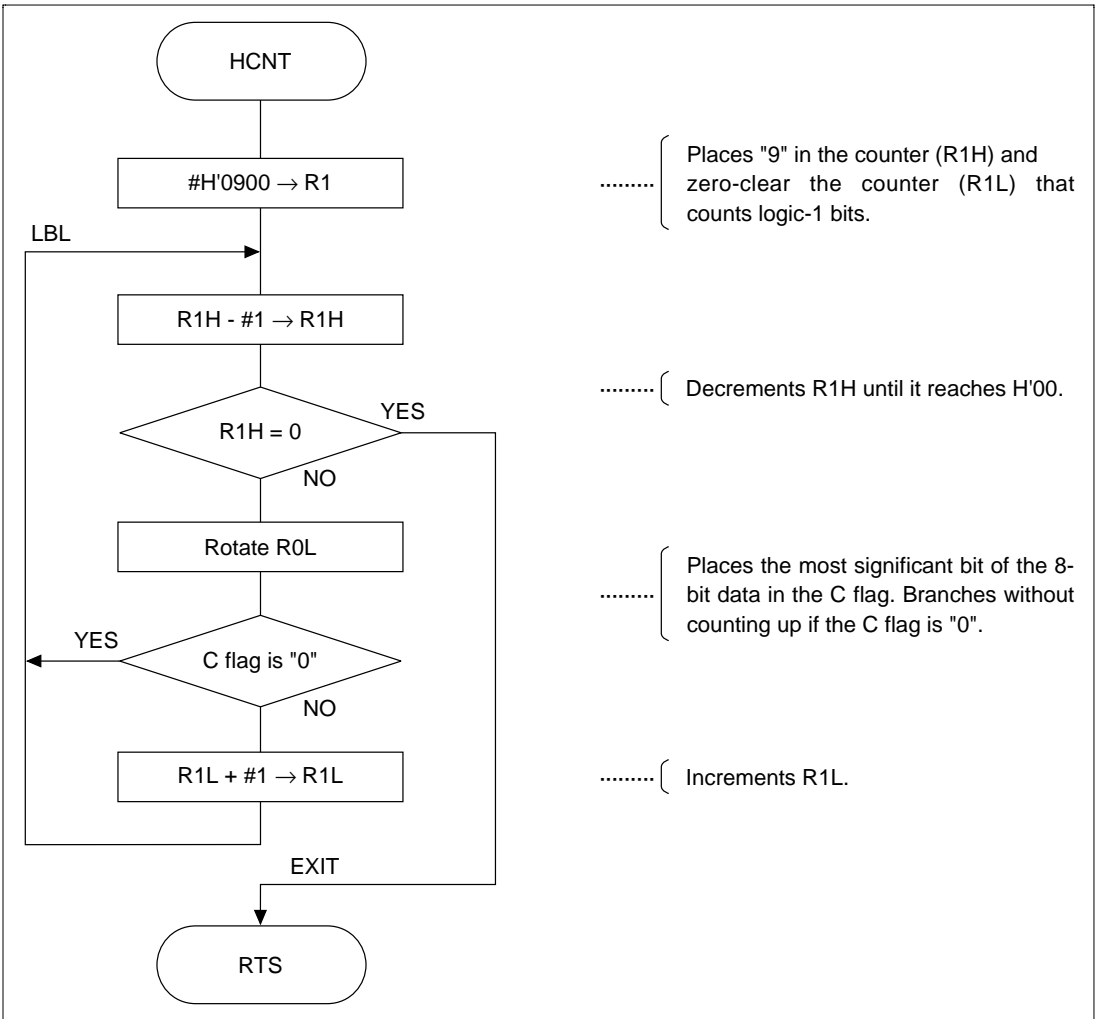 HCNT
#H'0900 → R1
......... Places "9" in the counter (R1H) and
zero-clear the counter (R1L) that
counts logic-1 bits.
LBL
R1H - #1 → R1H
......... Decrements R1H until it reaches H'00.
R1H = 0
YES
NO
Rotate R0L
......... Places the most significant bit of the 8-
bit data in the C flag. Branches without
counting up if the C flag is "0".
YES
C flag is "0"
NO
R1L + #1 → R1L
......... Increments R1L.
EXIT
RTS